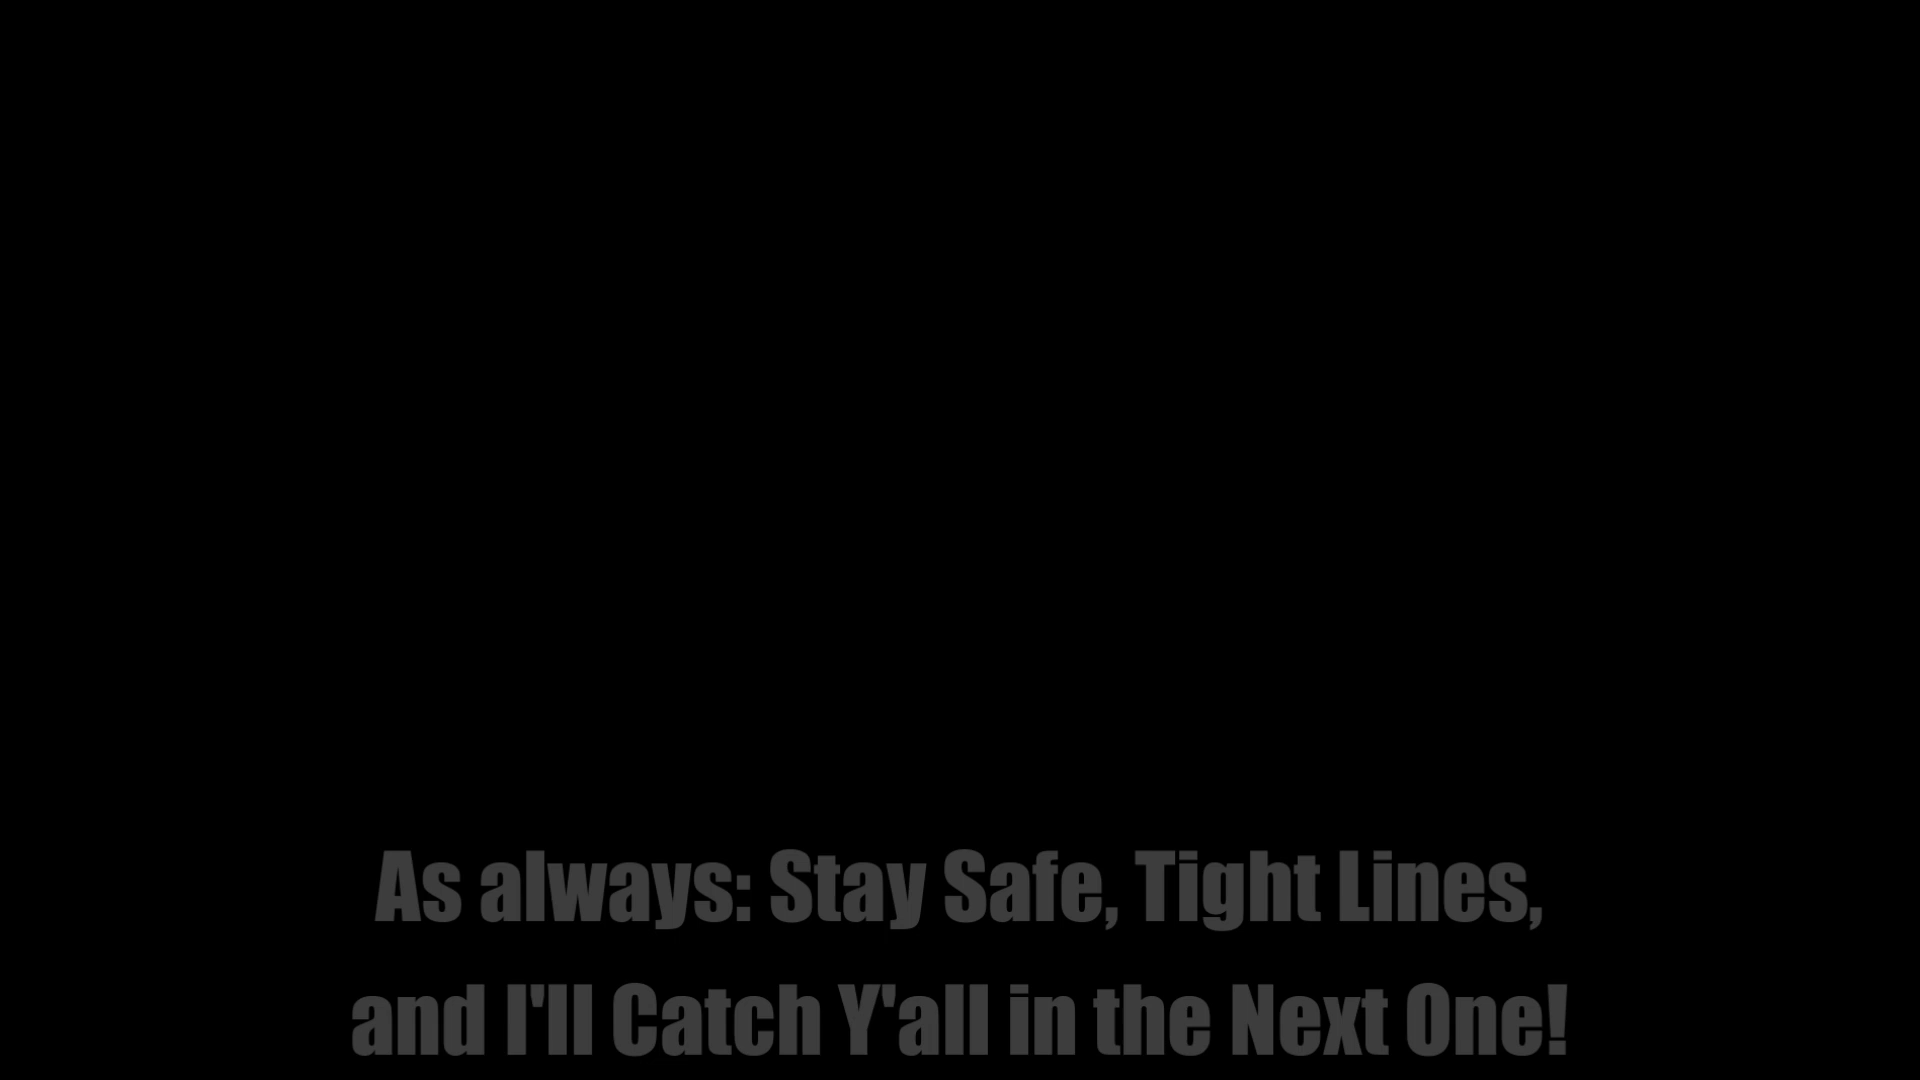 As always: Stay Safe, Tight Lines,
and I'll Catch Y'all in the Next One!